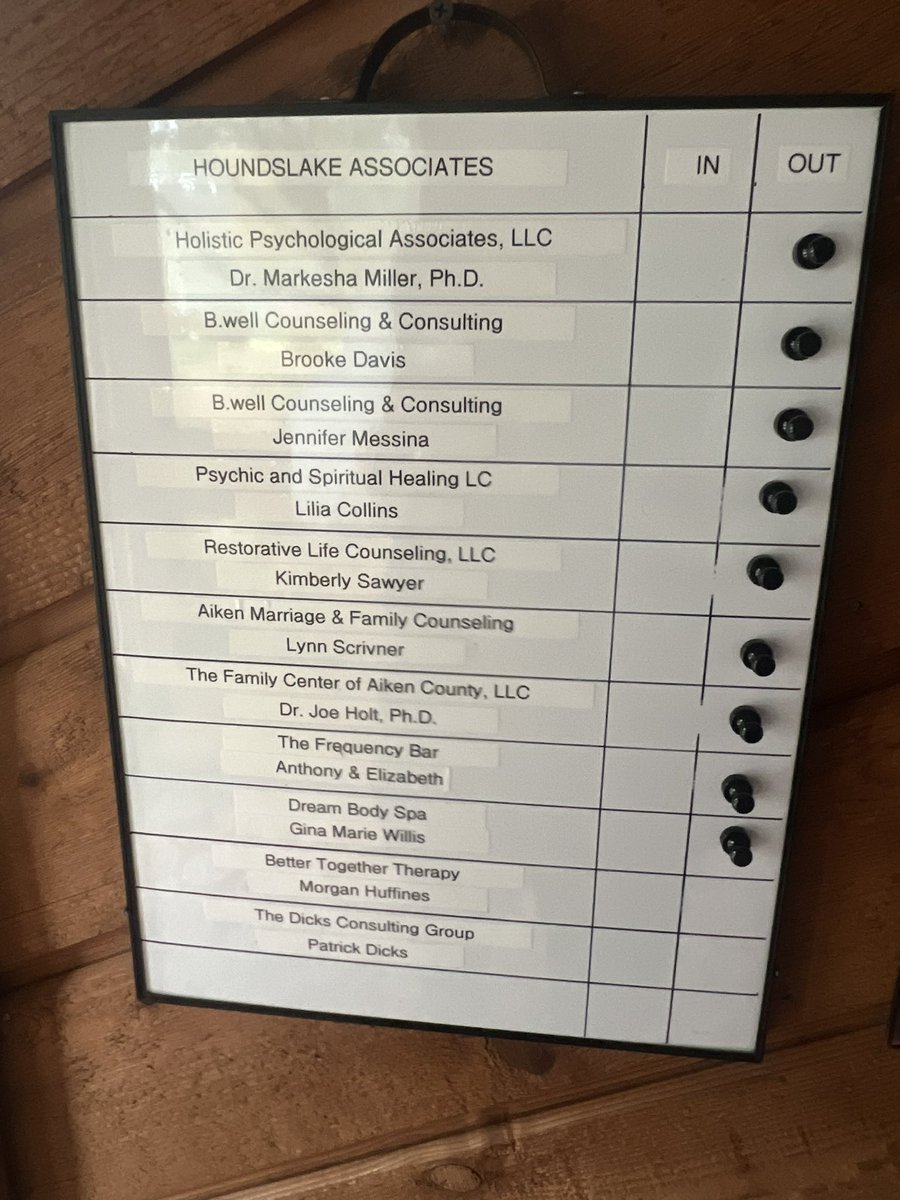 HOUNDSLAKE ASSOCIATES IN OUT
Holistic Psychological Associates, LLC
Dr. Markesha Miller, Ph.D.
B.well Counseling & Consulting
Brooke Davis
B.well Counseling & Consulting
Jennifer Messina
Psychic and Spiritual Healing LC
Lilia Collins
Restorative Life Counseling, LLC
Kimberly Sawyer
Aiken Marriage & Family Counseling
Lynn Scrivner
The Family Center of Aiken County, LLC
Dr. Joe Holt, Ph.D.
The Frequency Bar
Anthony & Elizabeth
Dream Body Spa
Gina Marie Willis
Better Together Therapy
Morgan Huffines
The Dicks Consulting Group
Patrick Dicks